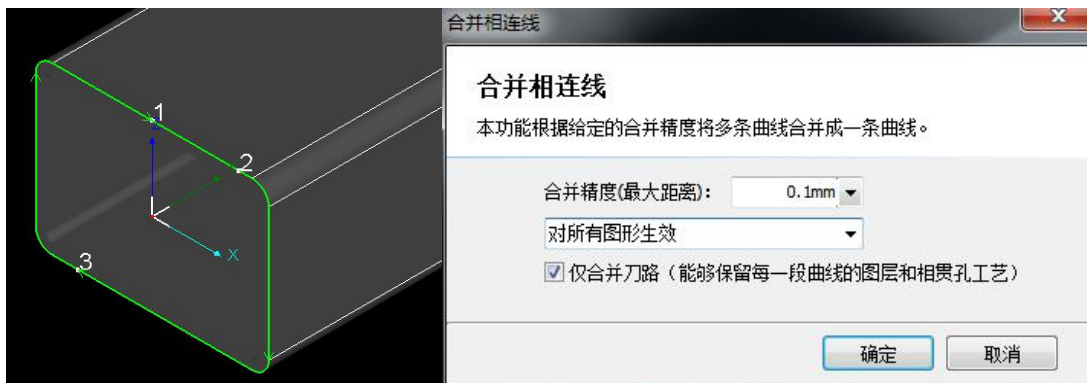 1
2
3
X
合并相连线
合并相连线
本功能根据给定的合并精度将多条曲线合并成一条曲线。
合并精度(最大距离):
0.1mm
对所有图形生效
仅合并刀路（能够保留每一段曲线的图层和相贯孔工艺）
确定
取消